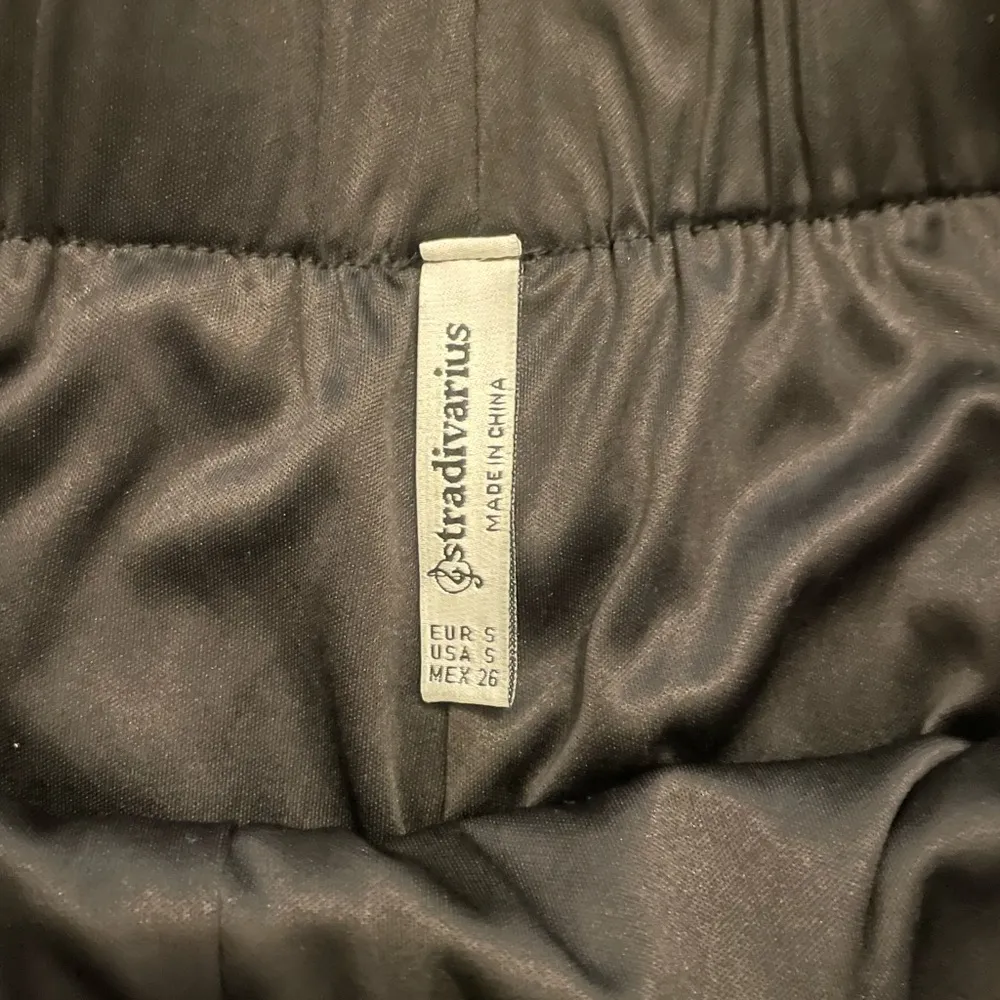 stradivarius
MADE IN CHINA
EUR S
USA S
MEX 26